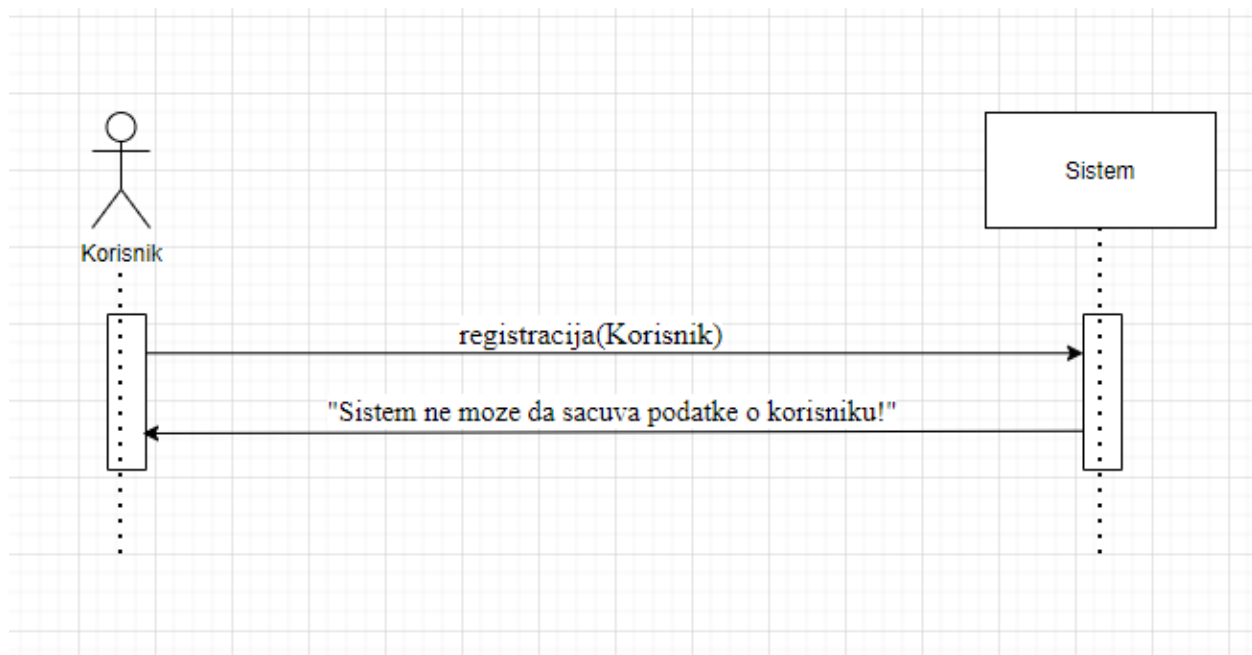 Sistem
Korisnik
registracija(Korisnik)
"Sistem ne moze da sacuva podatke o korisniku!"